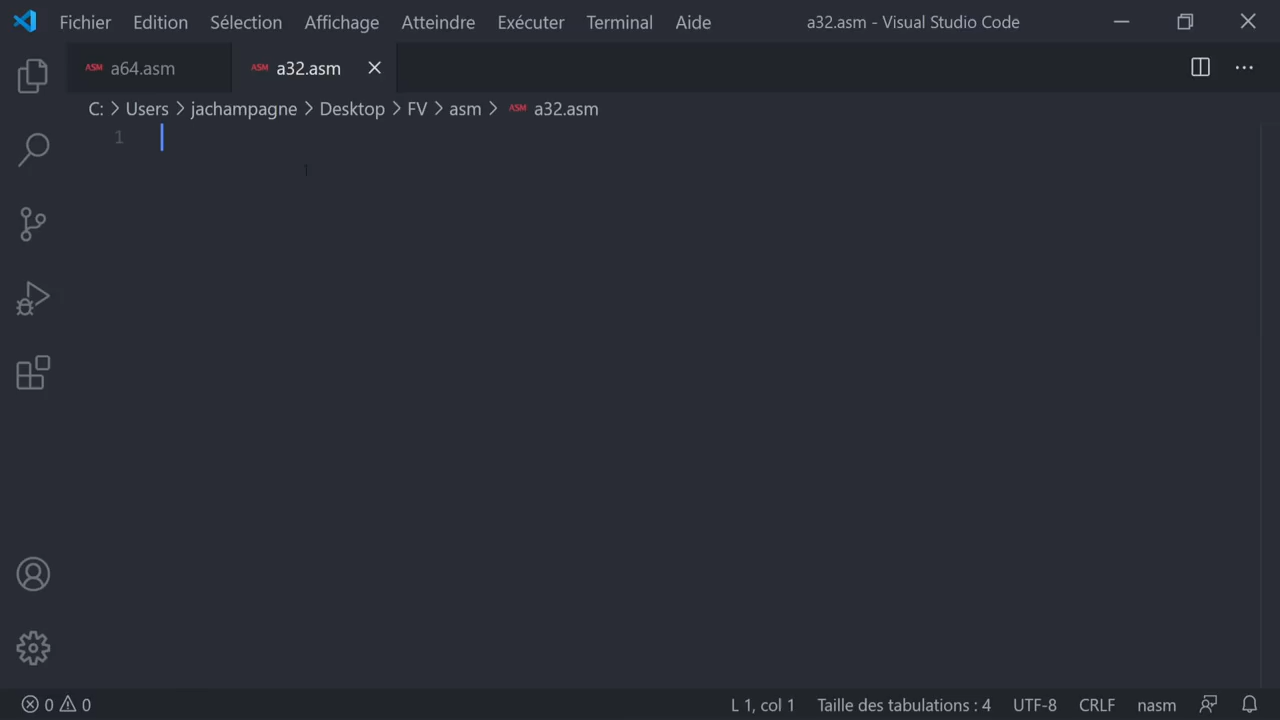 Fichier Edition Sélection Affichage Atteindre Exécuter Terminal Aide a32.asm - Visual Studio Code
ASM a64.asm ASM a32.asm
C: > Users > jachampagne > Desktop > FV > asm > ASM a32.asm
1
0 0 L 1, col 1 Taille des tabulations : 4 UTF-8 CRLF nasm